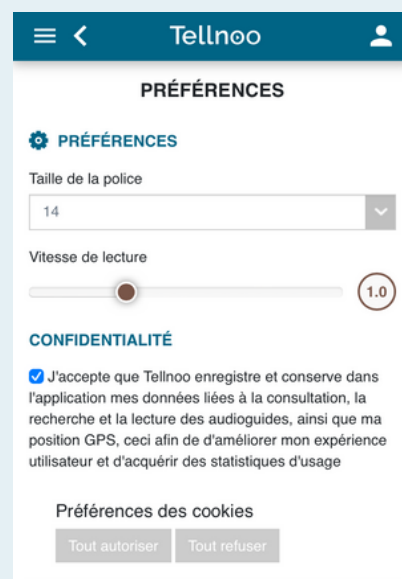 Tellnoo
PRÉFÉRENCES
PRÉFÉRENCES
Taille de la police
14
Vitesse de lecture
1.0
CONFIDENTIALITÉ
J'accepte que Tellnoo enregistre et conserve dans
l'application mes données liées à la consultation, la
recherche et la lecture des audioguides, ainsi que ma
position GPS, ceci afin de d'améliorer mon expérience
utilisateur et d'acquérir des statistiques d'usage
Préférences des cookies
Tout autoriser Tout refuser